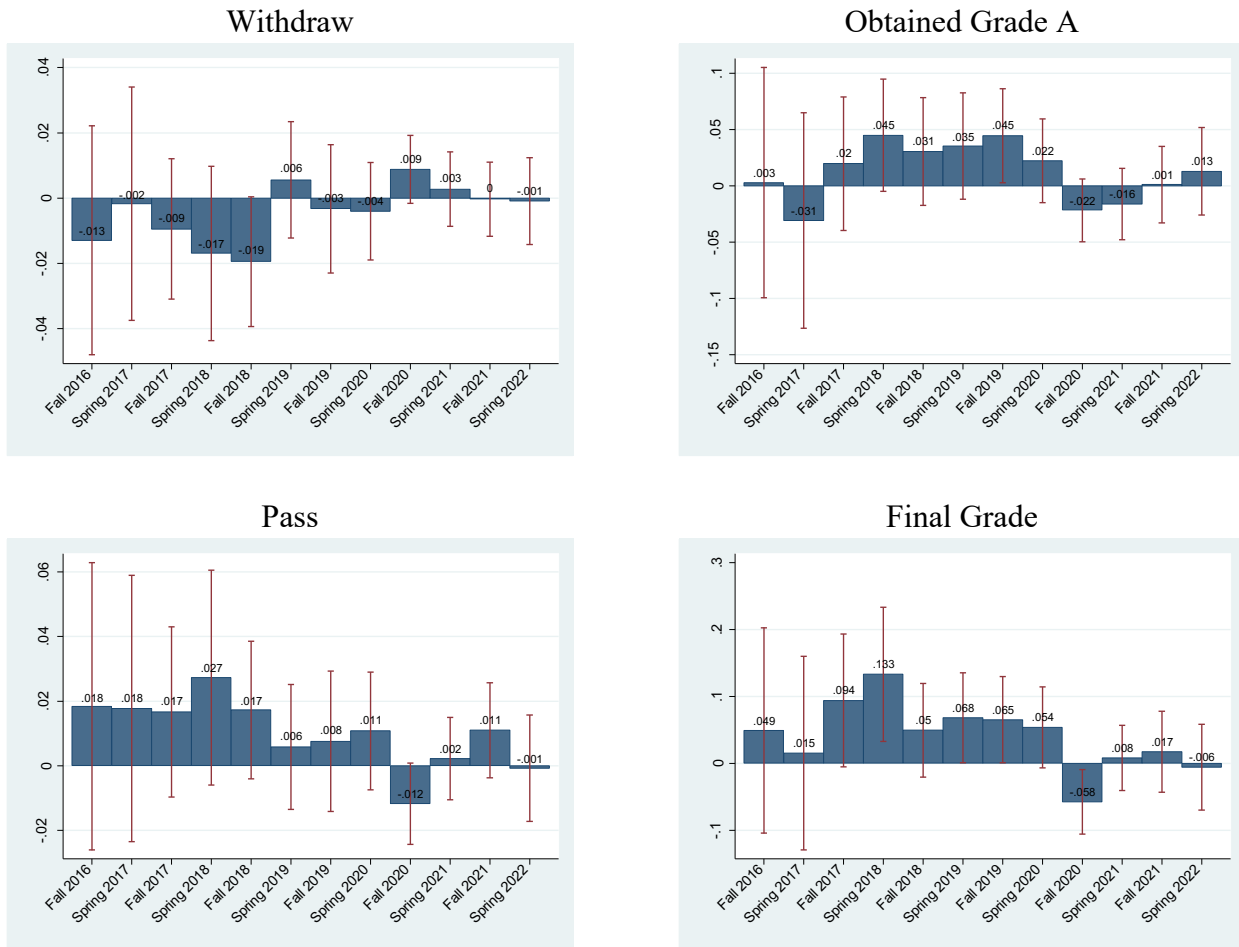 Withdraw
.04
.02
0
-.02
-.04
-.013
-.002
-.009
-.017
-.019
.006
-.003
-.004
.009
.003
0
-.001
Fall 2016
Spring 2017
Fall 2017
Spring 2018
Fall 2018
Spring 2019
Fall 2019
Spring 2020
Fall 2020
Spring 2021
Fall 2021
Spring 2022
Obtained Grade A
.1
.05
0
-.05
-.1
-.15
.003
-.031
.02
.045
.031
.035
.045
.022
-.022
-.016
.001
.013
Fall 2016
Spring 2017
Fall 2017
Spring 2018
Fall 2018
Spring 2019
Fall 2019
Spring 2020
Fall 2020
Spring 2021
Fall 2021
Spring 2022
Pass
.06
.04
.02
0
-.02
.018
.018
.017
.027
.017
.006
.008
.011
-.012
.002
.011
-.001
Fall 2016
Spring 2017
Fall 2017
Spring 2018
Fall 2018
Spring 2019
Fall 2019
Spring 2020
Fall 2020
Spring 2021
Fall 2021
Spring 2022
Final Grade
.3
.2
.1
0
-.1
.049
.015
.094
.133
.05
.068
.065
.054
-.058
.008
.017
-.006
Fall 2016
Spring 2017
Fall 2017
Spring 2018
Fall 2018
Spring 2019
Fall 2019
Spring 2020
Fall 2020
Spring 2021
Fall 2021
Spring 2022